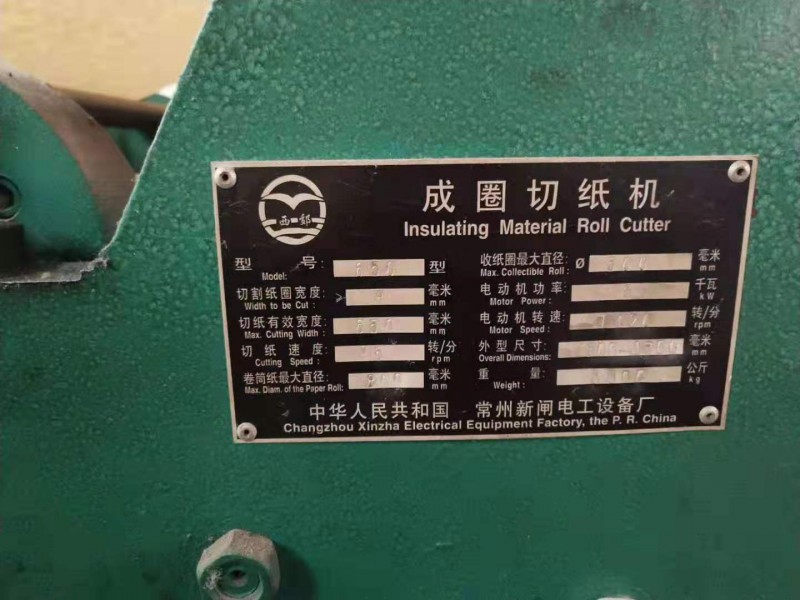 西郊
成圈切纸机
Insulating Material Roll Cutter
型号: 型
Model:
切割纸圈宽度: 毫米
Width to be Cut: mm
切纸有效宽度: 毫米
Max. Cutting Width: mm
切纸速度: 转/分
Cutting Speed: rpm
卷筒纸最大直径: 毫米
Max. Diam. of the Paper Roll: mm
收纸圈最大直径: Ø 毫米
Max. Collectible Roll: mm
电动机功率: 千瓦
Motor Power: kW
电动机转速: 转/分
Motor Speed: rpm
外型尺寸: 毫米
Overall Dimensions: mm
重量: 公斤
Weight: kg
中华人民共和国 常州新闸电工设备厂
Changzhou Xinzha Electrical Equipment Factory, the P. R. China